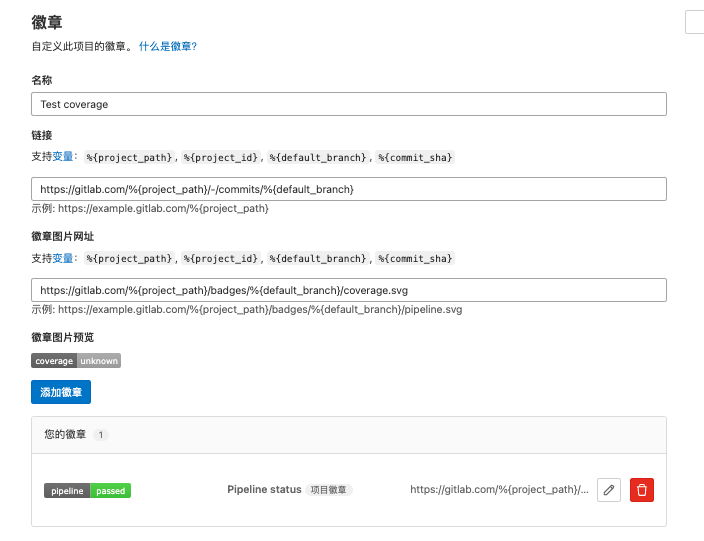 徽章
自定义此项目的徽章。 什么是徽章?
名称
Test coverage
链接
支持变量: %{project_path}, %{project_id}, %{default_branch}, %{commit_sha}
https://gitlab.com/%{project_path}/-/commits/%{default_branch}
示例: https://example.gitlab.com/%{project_path}
徽章图片网址
支持变量: %{project_path}, %{project_id}, %{default_branch}, %{commit_sha}
https://gitlab.com/%{project_path}/badges/%{default_branch}/coverage.svg
示例: https://example.gitlab.com/%{project_path}/badges/%{default_branch}/pipeline.svg
徽章图片预览
coverage unknown
添加徽章
您的徽章 1
pipeline passed Pipeline status 项目徽章 https://gitlab.com/%{project_path}/...